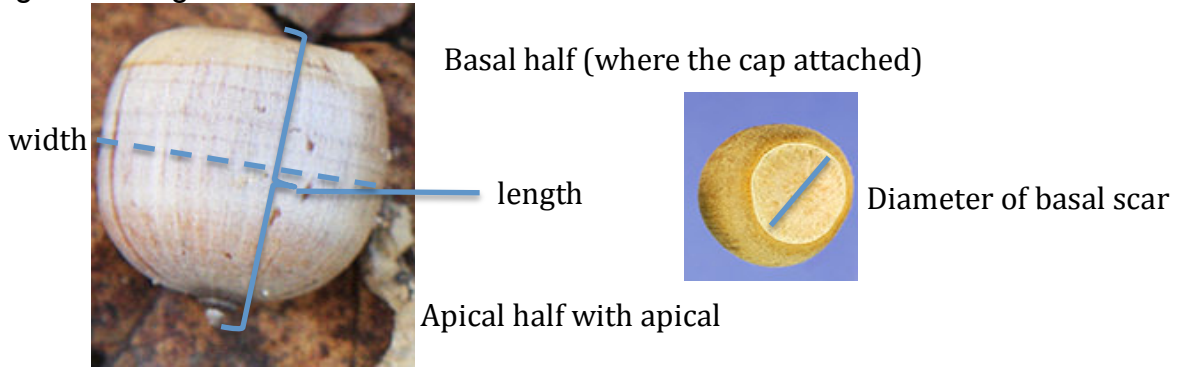 Basal half (where the cap attached)
width
length
Diameter of basal scar
Apical half with apical